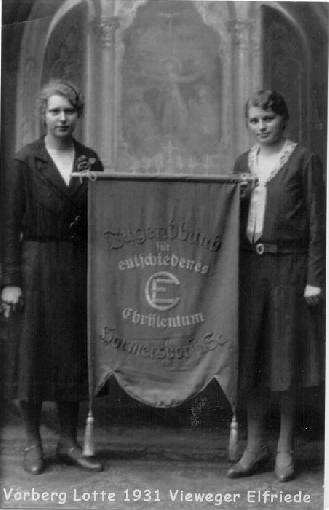 Jugendbund
für
entschiedenes
EC
Christentum
Vorberg Lotte 1931 Vieweger Elfriede